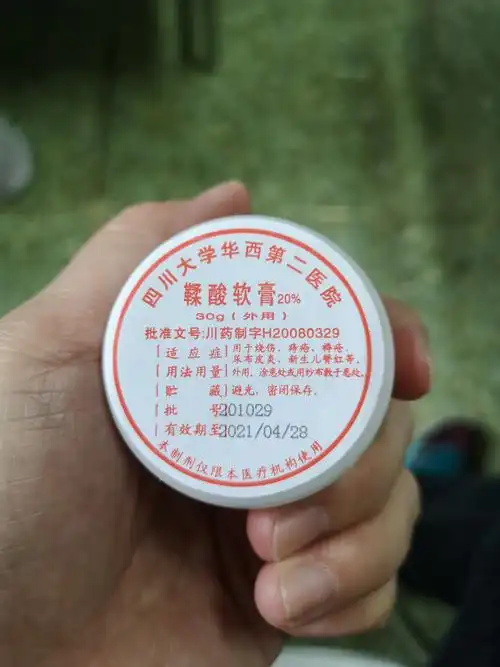 四川大学华西第二医院
鞣酸软膏20%
30g(外用)
批准文号:川药制字H20080329
[适应症]用于烧伤、痔疮、褥疮、
尿布皮炎、新生儿臀红等。
[用法用量]外用,涂患处或用纱布敷于患处。
[贮藏]避光,密闭保存。
[批号]201029
[有效期至]2021/04/28
本制剂仅限本医疗机构使用